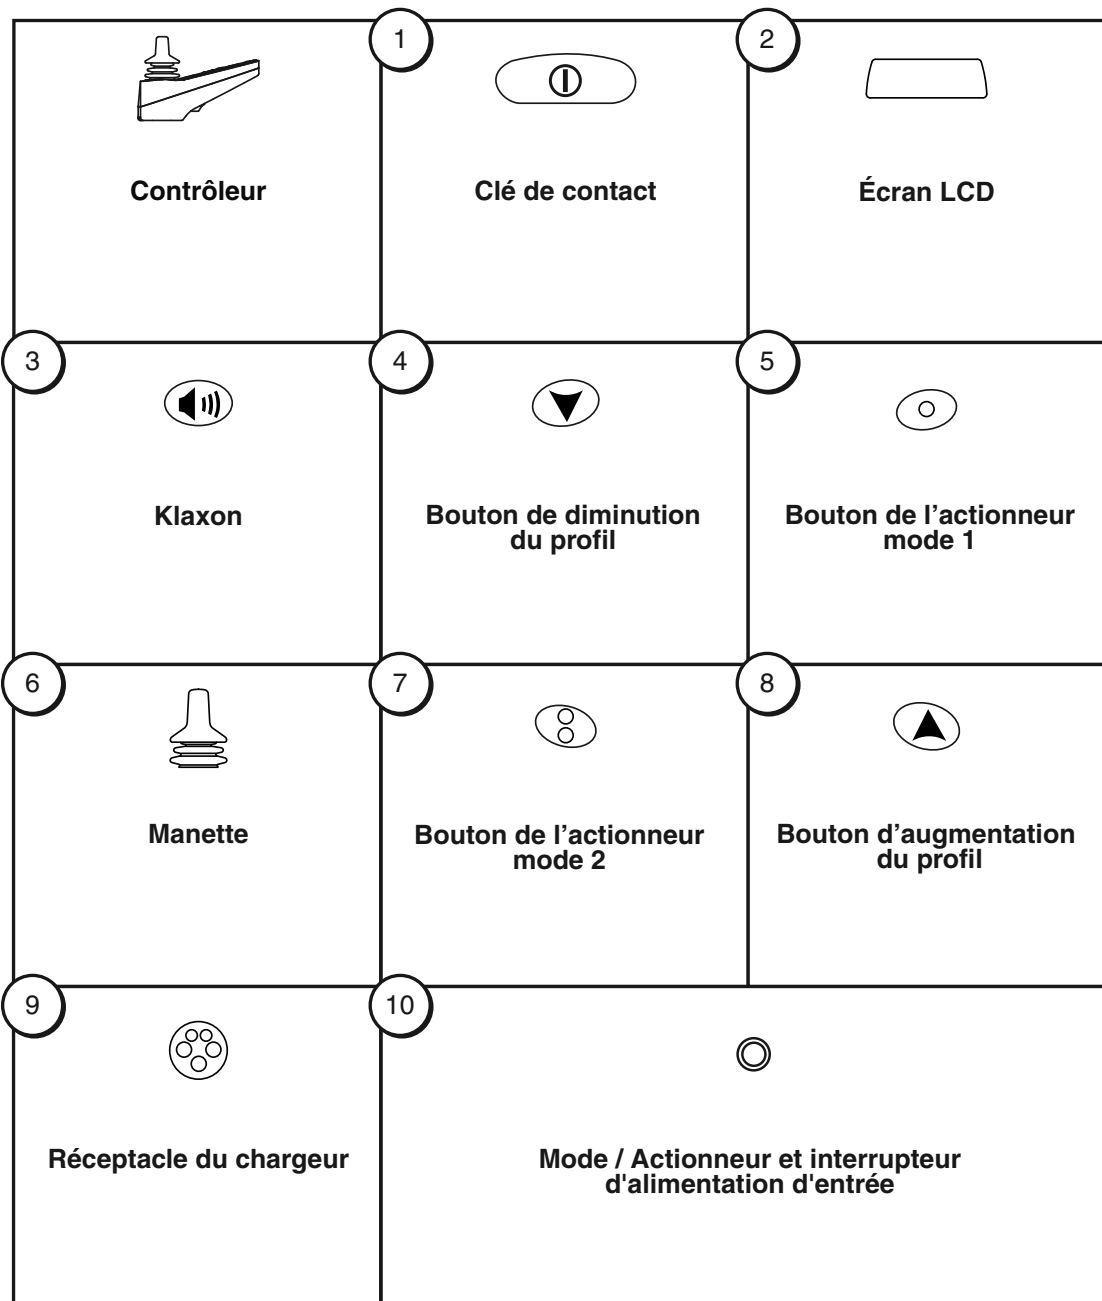 1
2
Contrôleur
Clé de contact
Écran LCD
3
4
5
Klaxon
Bouton de diminution
du profil
Bouton de l’actionneur
mode 1
6
7
8
Manette
Bouton de l’actionneur
mode 2
Bouton d’augmentation
du profil
9
10
Réceptacle du chargeur
Mode / Actionneur et interrupteur
d'alimentation d'entrée